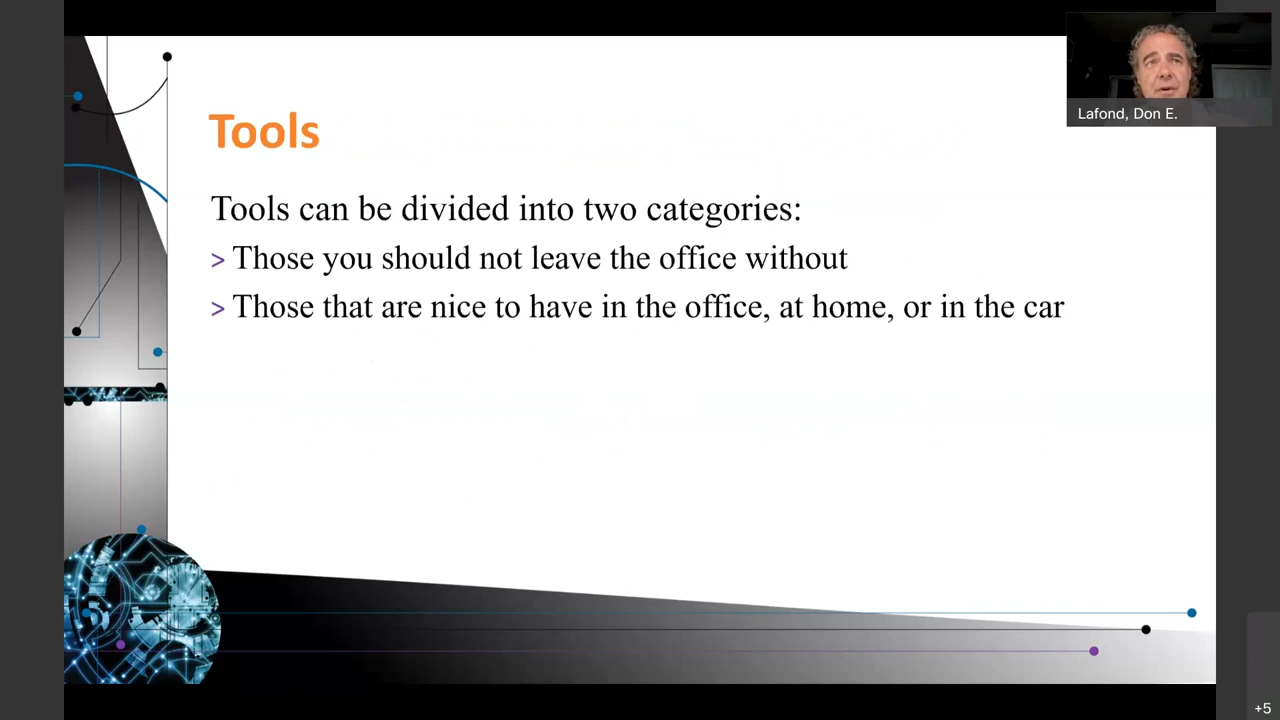 Tools
Tools can be divided into two categories:
> Those you should not leave the office without
> Those that are nice to have in the office, at home, or in the car
Lafond, Don E.
+5